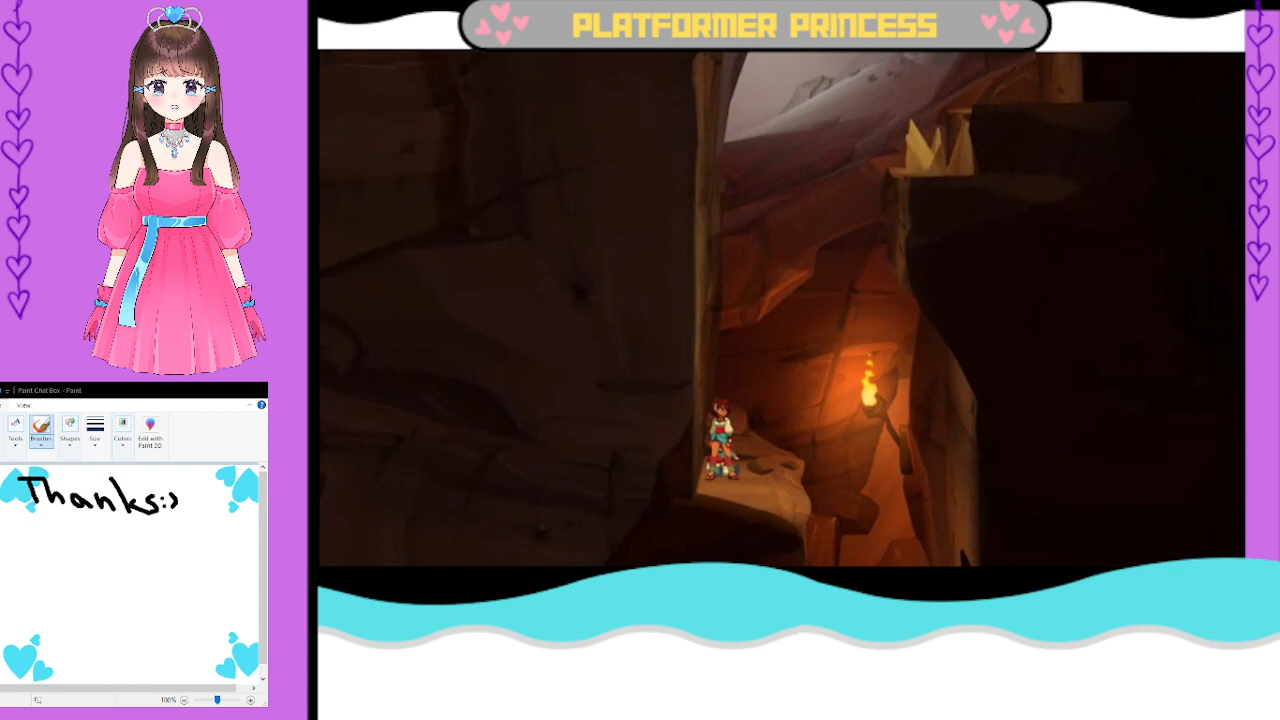 PLATFORMER PRINCESS
Paint Chat Box - Paint
View
Tools
Brushes
Shapes
Size
Colors
Edit with
Paint 3D
Thanks:)
100%